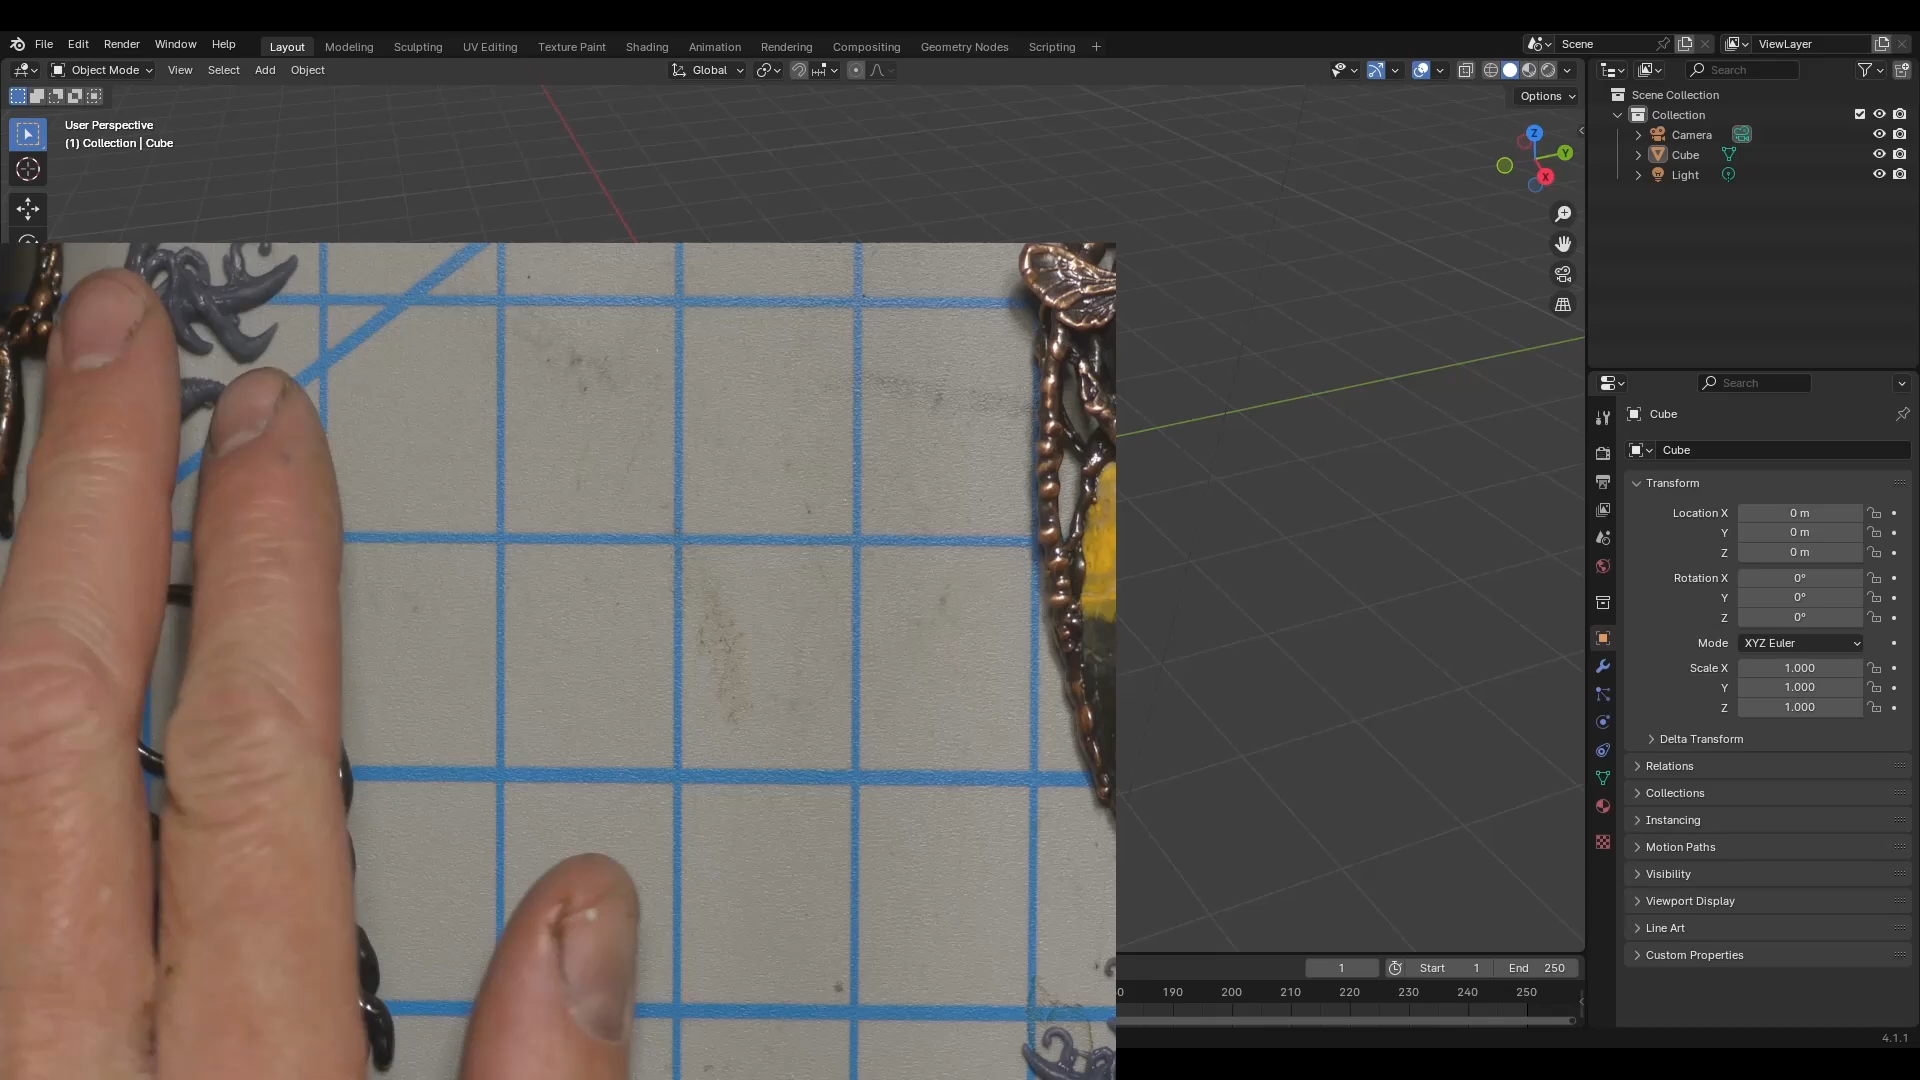 File Edit Render Window Help Layout Modeling Sculpting UV Editing Texture Paint Shading Animation Rendering Compositing Geometry Nodes Scripting + Scene ViewLayer
Object Mode View Select Add Object Global Search
Options
User Perspective
(1) Collection | Cube
Z
Y
X
Scene Collection
Collection
Camera
Cube
Light
Search
Cube
Cube
Transform
Location X 0 m
Y 0 m
Z 0 m
Rotation X 0°
Y 0°
Z 0°
Mode XYZ Euler
Scale X 1.000
Y 1.000
Z 1.000
Delta Transform
Relations
Collections
Instancing
Motion Paths
Visibility
Viewport Display
Line Art
Custom Properties
1 Start 1 End 250
190 200 210 220 230 240 250
4.1.1